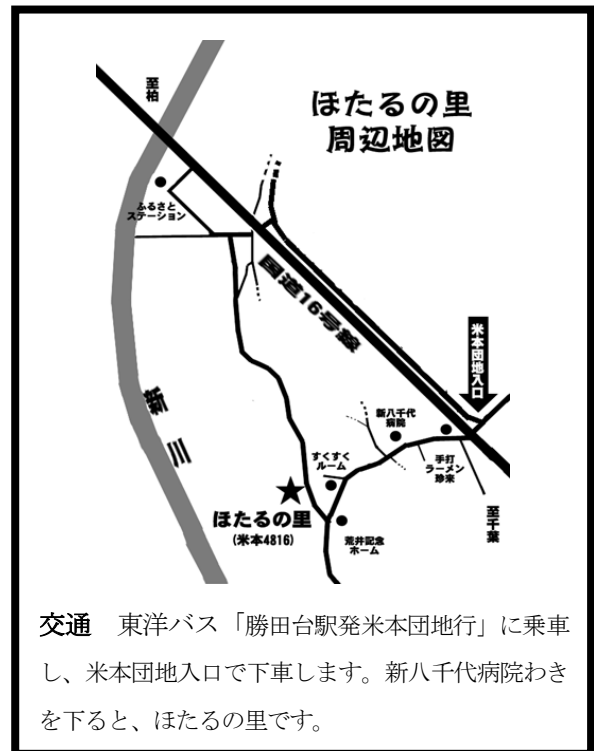 ほたるの里
周辺地図
至柏
ふるさと
ステーション
国道16号線
米本団地入口
新川
新八千代
病院
手打
ラーメン
珍来
すくすく
ルーム
至千葉
ほたるの里
(米本4816)
荒井記念
ホーム
交通　東洋バス「勝田台駅発米本団地行」に乗車
し、米本団地入口で下車します。新八千代病院わき
を下ると、ほたるの里です。